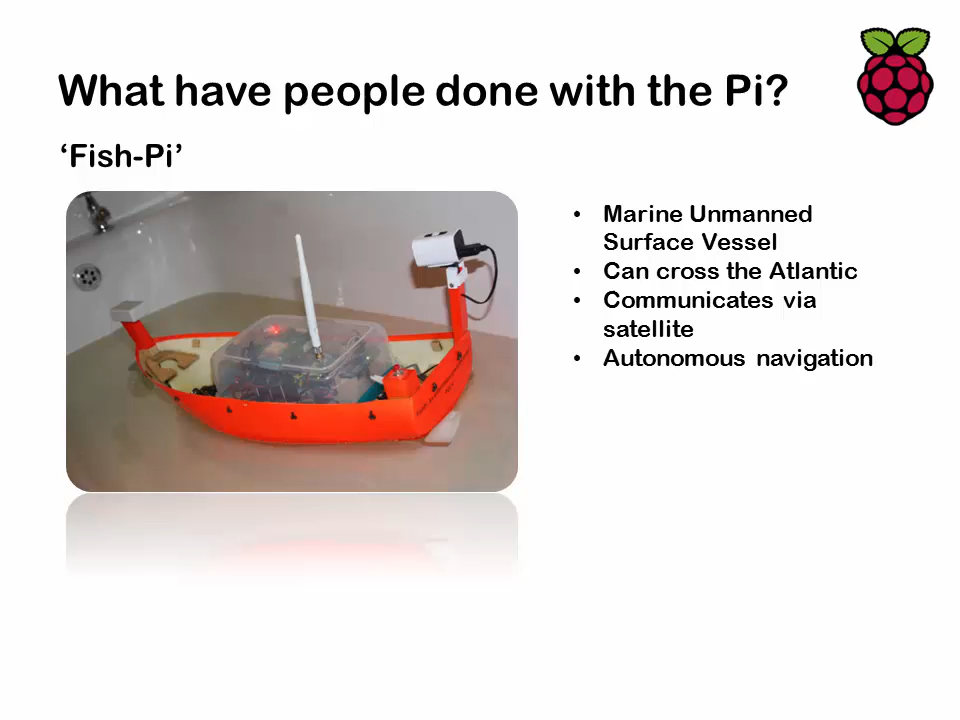 What have people done with the Pi?
‘Fish-Pi’
• Marine Unmanned
Surface Vessel
• Can cross the Atlantic
• Communicates via
satellite
• Autonomous navigation